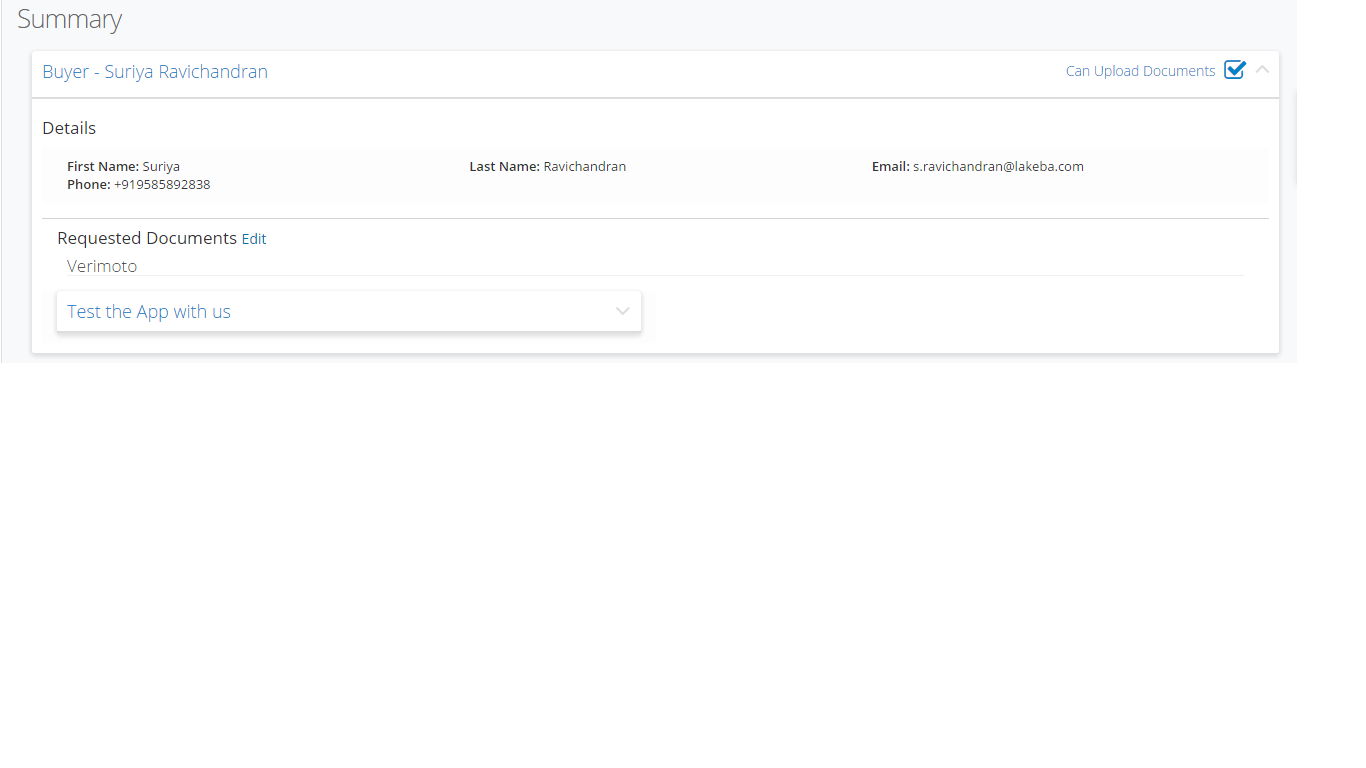 Summary
Buyer - Suriya Ravichandran Can Upload Documents
Details
First Name: Suriya Last Name: Ravichandran Email: s.ravichandran@lakeba.com
Phone: +919585892838
Requested Documents Edit
Verimoto
Test the App with us